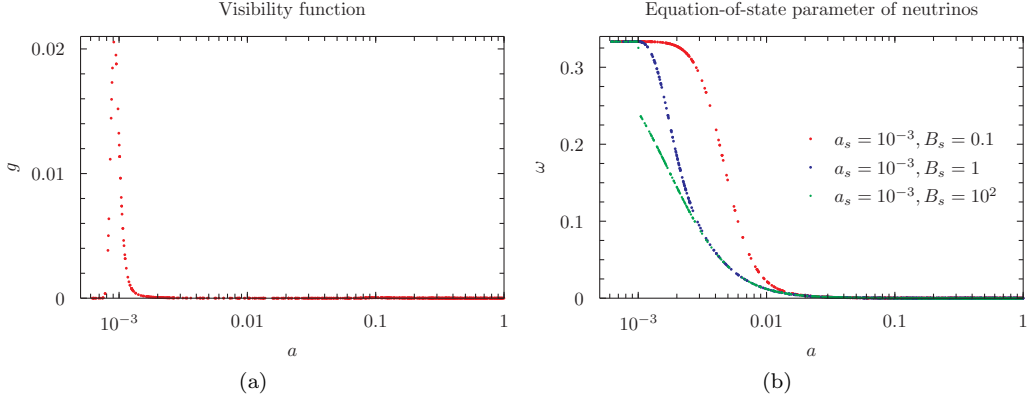 Visibility function
g
0.02
0.01
0
10⁻³
0.01
0.1
1
a
(a)
Equation-of-state parameter of neutrinos
ω
0.3
0.2
0.1
0
a_s = 10⁻³, B_s = 0.1
a_s = 10⁻³, B_s = 1
a_s = 10⁻³, B_s = 10²
10⁻³
0.01
0.1
1
a
(b)